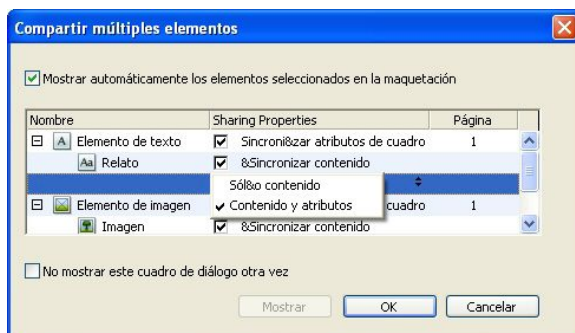 Compartir múltiples elementos
Mostrar automáticamente los elementos seleccionados en la maquetación
Nombre Sharing Properties Página
A Elemento de texto Sincroni&zar atributos de cuadro 1
Aa Relato &Sincronizar contenido
Sól&o contenido
Elemento de imagen Contenido y atributos cuadro 1
Imagen &Sincronizar contenido
No mostrar este cuadro de diálogo otra vez
Mostrar OK Cancelar